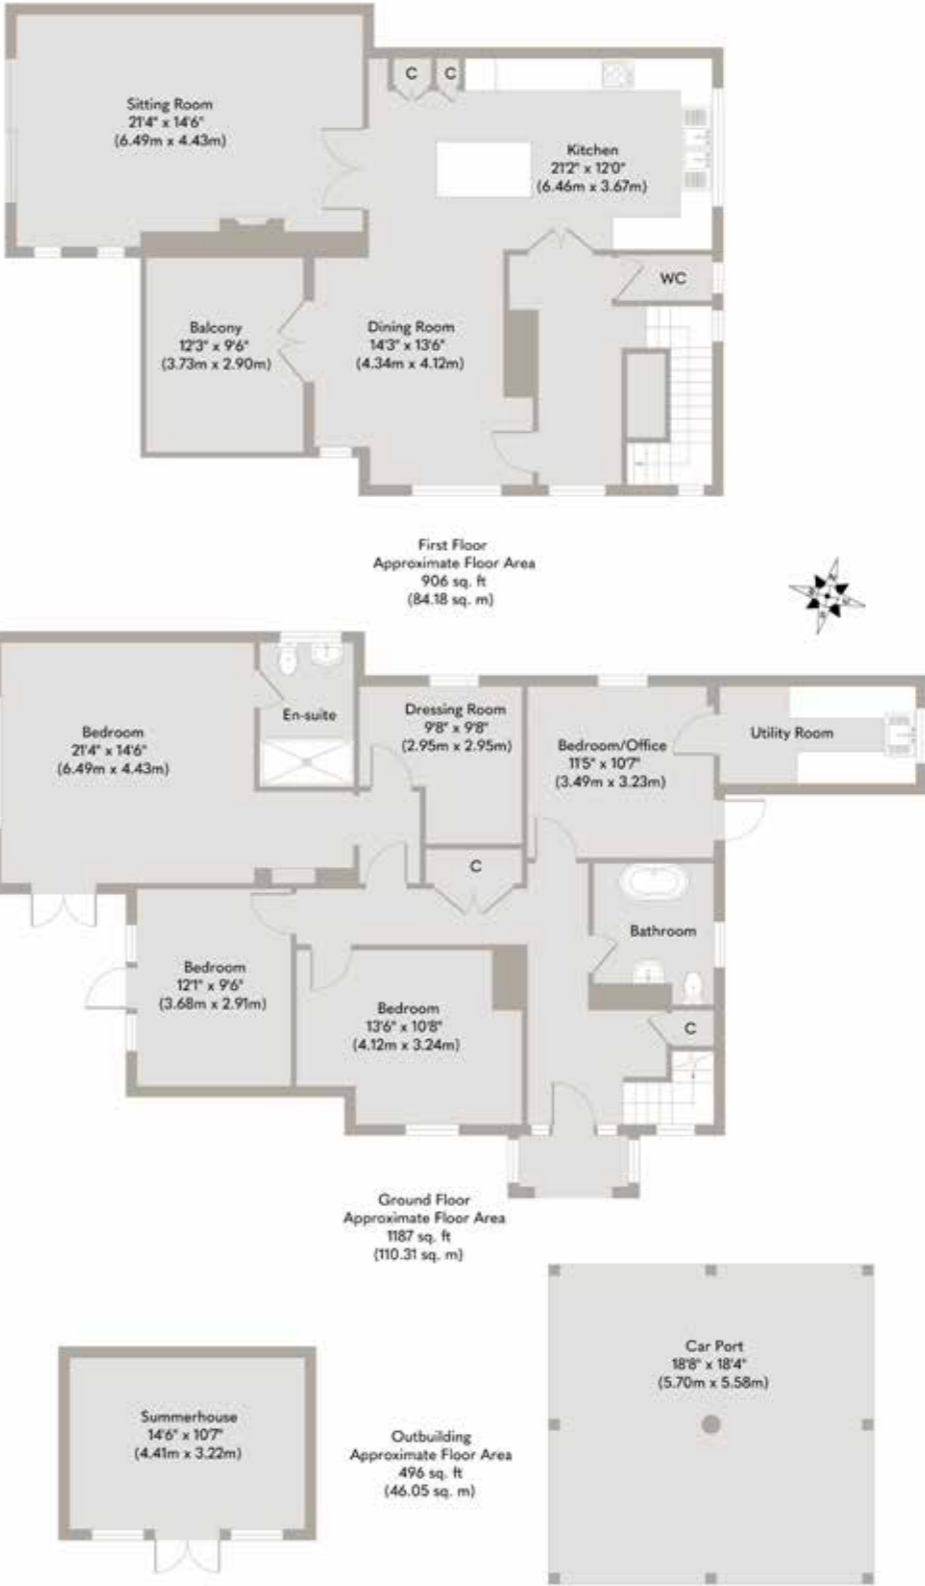 Sitting Room
21'4" x 14'6"
(6.49m x 4.43m)
C
C
Kitchen
21'2" x 12'0"
(6.46m x 3.67m)
WC
Balcony
12'3" x 9'6"
(3.73m x 2.90m)
Dining Room
14'3" x 13'6"
(4.34m x 4.12m)
First Floor
Approximate Floor Area
906 sq. ft
(84.18 sq. m)
Bedroom
21'4" x 14'6"
(6.49m x 4.43m)
En-suite
Dressing Room
9'8" x 9'8"
(2.95m x 2.95m)
Bedroom/Office
11'5" x 10'7"
(3.49m x 3.23m)
Utility Room
C
Bathroom
Bedroom
12'1" x 9'6"
(3.68m x 2.91m)
Bedroom
13'6" x 10'8"
(4.12m x 3.24m)
C
Ground Floor
Approximate Floor Area
1187 sq. ft
(110.31 sq. m)
Car Port
18'8" x 18'4"
(5.70m x 5.58m)
Summerhouse
14'6" x 10'7"
(4.41m x 3.22m)
Outbuilding
Approximate Floor Area
496 sq. ft
(46.05 sq. m)